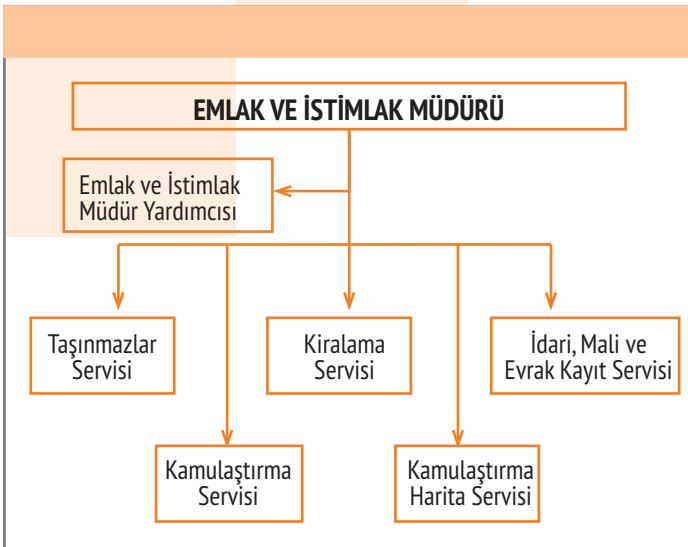 EMLAK VE İSTİMLAK MÜDÜRÜ
Emlak ve İstimlak
Müdür Yardımcısı
Taşınmazlar
Servisi
Kiralama
Servisi
İdari, Mali ve
Evrak Kayıt Servisi
Kamulaştırma
Servisi
Kamulaştırma
Harita Servisi